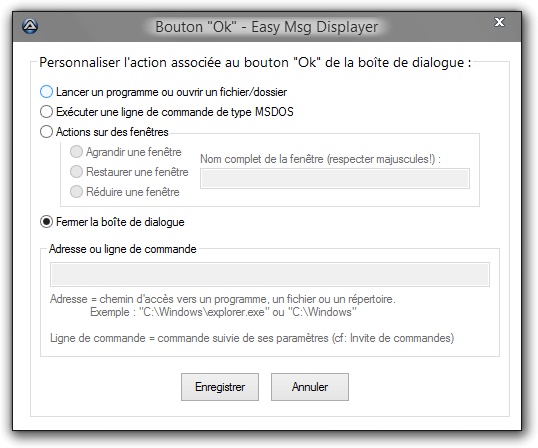 Bouton "Ok" - Easy Msg Displayer
x
Personnaliser l'action associée au bouton "Ok" de la boîte de dialogue :
Lancer un programme ou ouvrir un fichier/dossier
Exécuter une ligne de commande de type MSDOS
Actions sur des fenêtres
Agrandir une fenêtre
Nom complet de la fenêtre (respecter majuscules!) :
Restaurer une fenêtre
Réduire une fenêtre
Fermer la boîte de dialogue
Adresse ou ligne de commande
Adresse = chemin d'accès vers un programme, un fichier ou un répertoire.
Exemple : "C:\Windows\explorer.exe" ou "C:\Windows"
Ligne de commande = commande suivie de ses paramètres (cf: Invite de commandes)
Enregistrer
Annuler